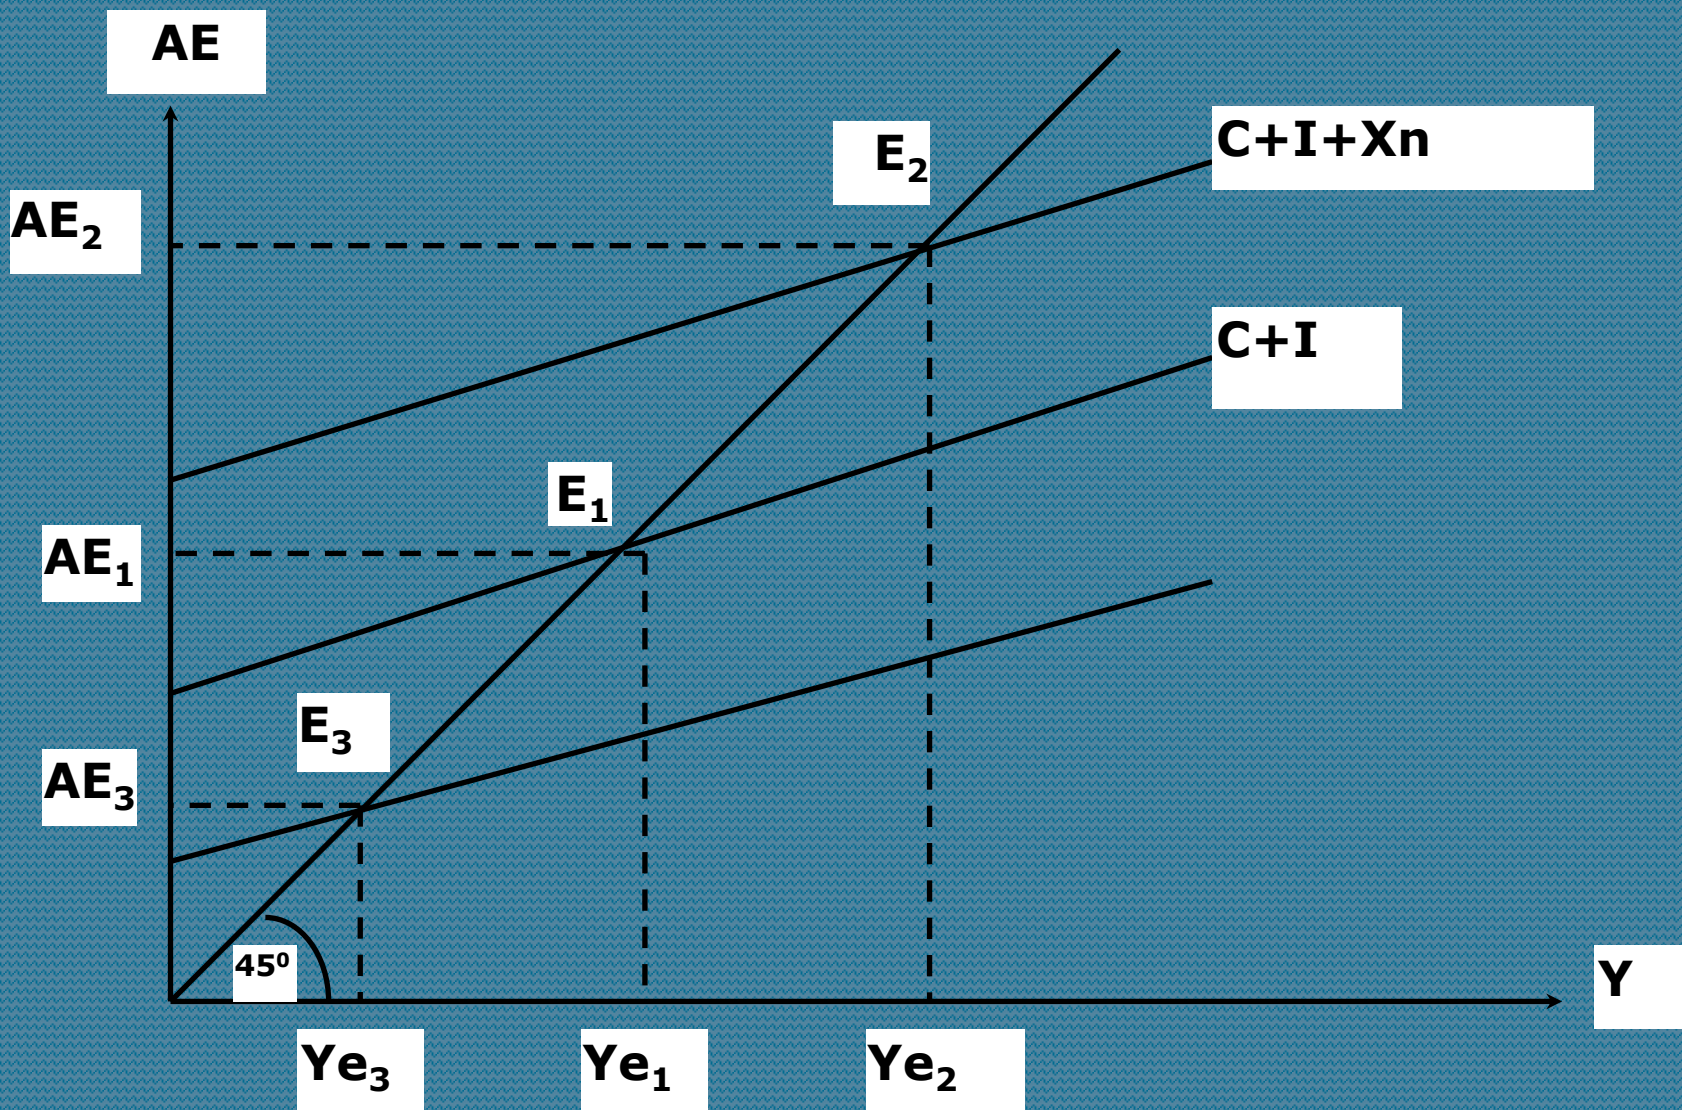 AE
C+I+Xn
E₂
AE₂
C+I
E₁
AE₁
E₃
AE₃
45⁰
Y
Ye₃
Ye₁
Ye₂